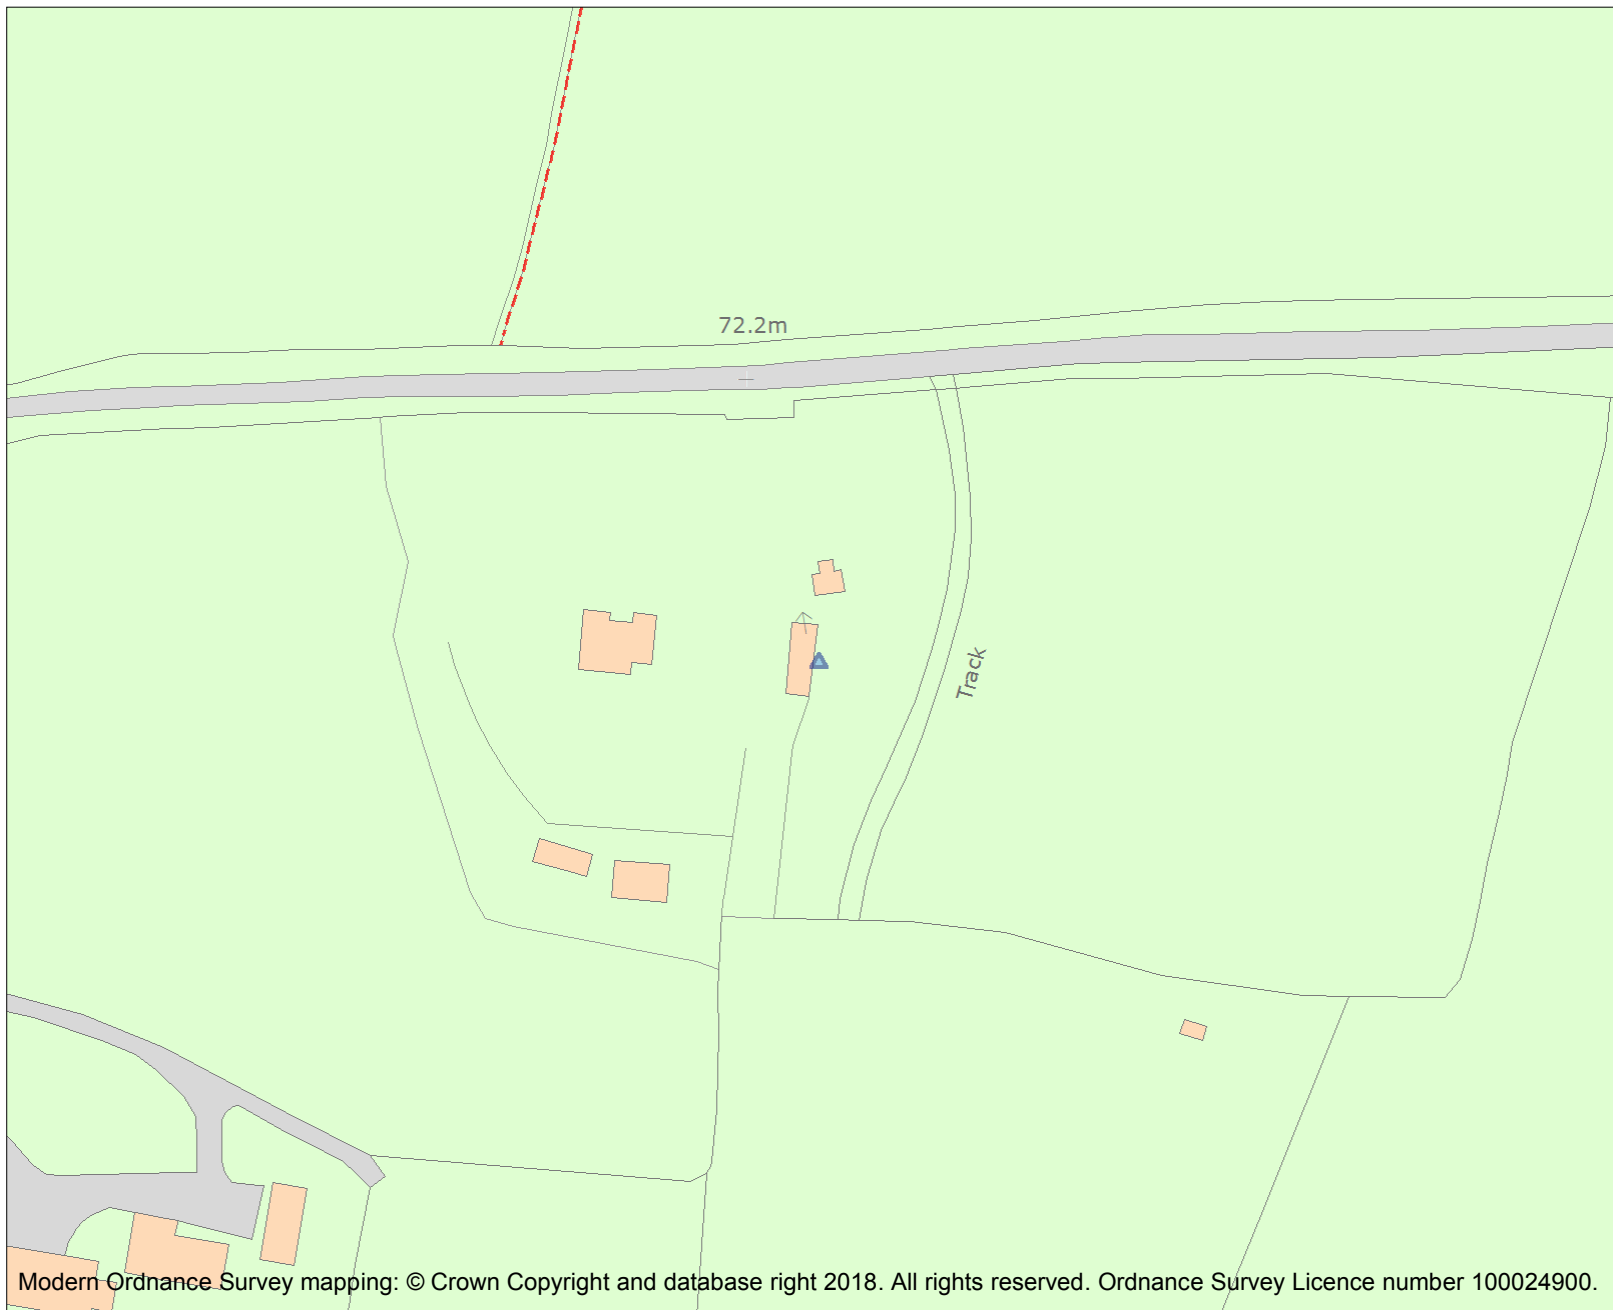 72.2m
Track
Modern Ordnance Survey mapping: © Crown Copyright and database right 2018. All rights reserved. Ordnance Survey Licence number 100024900.